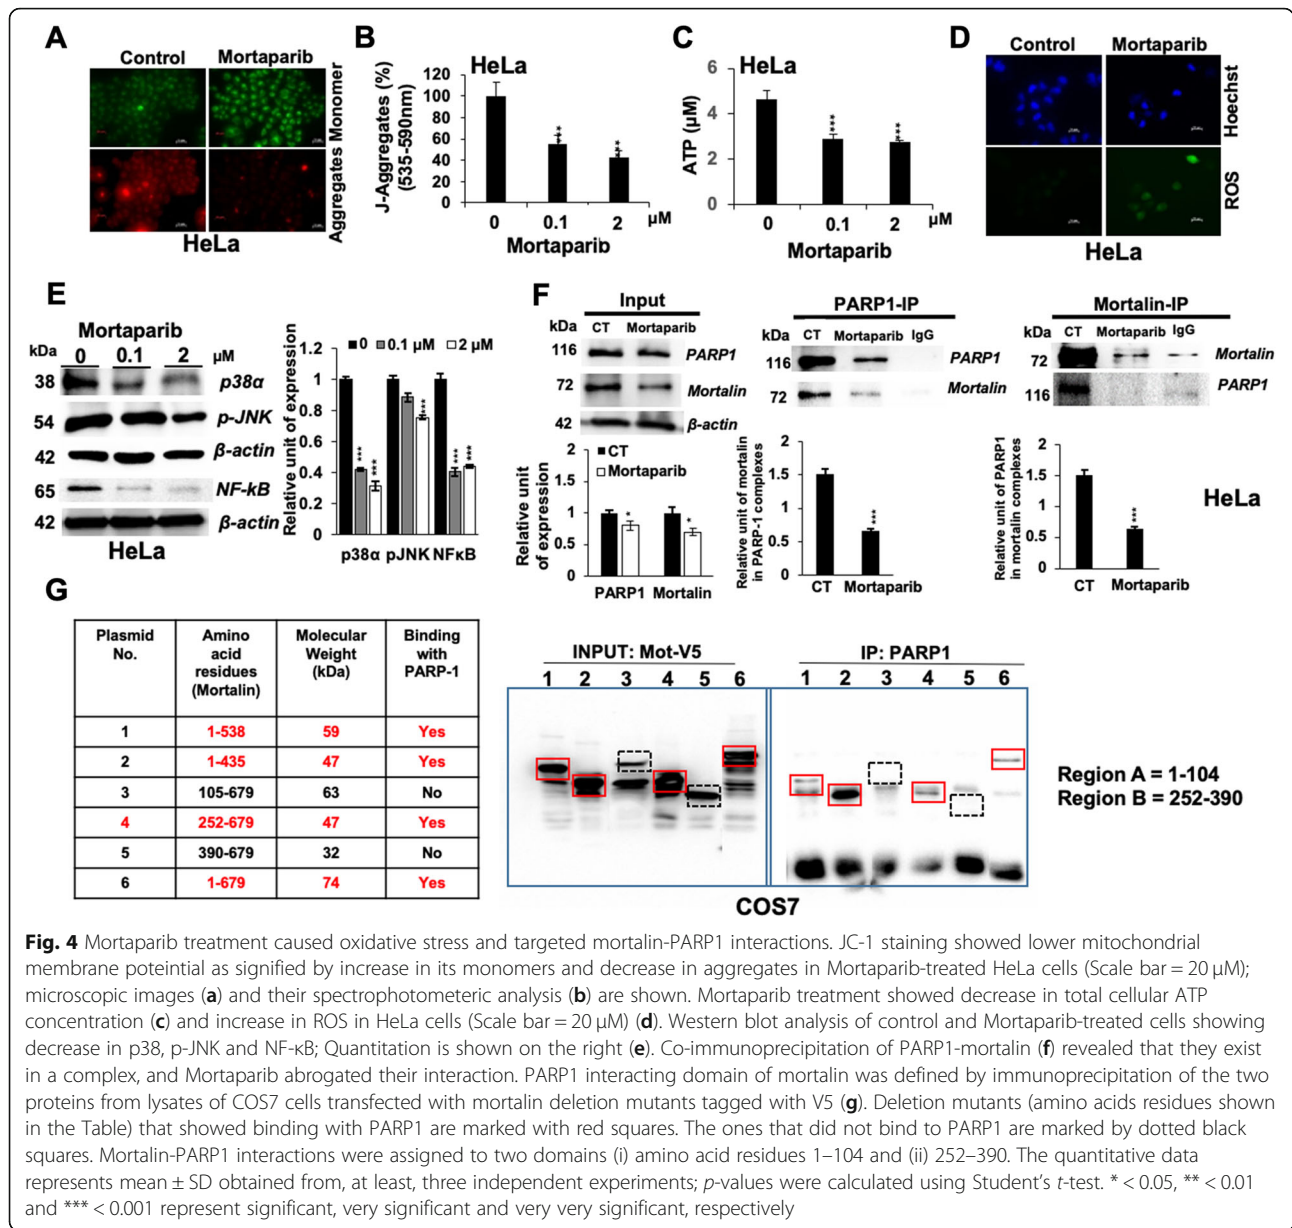 A
Control Mortaparib
Monomer
Aggregates
HeLa
B
HeLa
J-Aggregates (%)
(535-590nm)
120
100
80
60
40
20
0
***
***
0 0.1 2 μM
Mortaparib
C
HeLa
ATP (μM)
6
4
2
0
***
***
0 0.1 2 μM
Mortaparib
D
Control Mortaparib
Hoechst
ROS
HeLa
E
Mortaparib
kDa 0 0.1 2 μM
38 p38α
54 p-JNK
42 β-actin
65 NF-kB
42 β-actin
HeLa
Relative unit of expression
1.2
1
0.8
0.6
0.4
0.2
0
0 0.1 μM 2 μM
***
***
***
***
***
p38α pJNK NFκB
F
Input
kDa CT Mortaparib
116 PARP1
72 Mortalin
42 β-actin
Relative unit
of expression
2
1.5
1
0.5
0
CT
Mortaparib
*
*
PARP1 Mortalin
PARP1-IP
kDa CT Mortaparib IgG
116 PARP1
72 Mortalin
Relative unit of mortalin
in PARP-1 complexes
2
1.5
1
0.5
0
***
CT Mortaparib
Mortalin-IP
kDa CT Mortaparib IgG
72 Mortalin
116 PARP1
Relative unit of PARP1
in mortalin complexes
2
1.5
1
0.5
0
***
CT Mortaparib
HeLa
G
Plasmid No. Amino acid residues (Mortalin) Molecular Weight (kDa) Binding with PARP-1
1 1-538 59 Yes
2 1-435 47 Yes
3 105-679 63 No
4 252-679 47 Yes
5 390-679 32 No
6 1-679 74 Yes
INPUT: Mot-V5
1 2 3 4 5 6
IP: PARP1
1 2 3 4 5 6
COS7
Region A = 1-104
Region B = 252-390
Fig. 4 Mortaparib treatment caused oxidative stress and targeted mortalin-PARP1 interactions. JC-1 staining showed lower mitochondrial
membrane poteintial as signified by increase in its monomers and decrease in aggregates in Mortaparib-treated HeLa cells (Scale bar = 20 μM);
microscopic images (a) and their spectrophotometeric analysis (b) are shown. Mortaparib treatment showed decrease in total cellular ATP
concentration (c) and increase in ROS in HeLa cells (Scale bar = 20 μM) (d). Western blot analysis of control and Mortaparib-treated cells showing
decrease in p38, p-JNK and NF-κB; Quantitation is shown on the right (e). Co-immunoprecipitation of PARP1-mortalin (f) revealed that they exist
in a complex, and Mortaparib abrogated their interaction. PARP1 interacting domain of mortalin was defined by immunoprecipitation of the two
proteins from lysates of COS7 cells transfected with mortalin deletion mutants tagged with V5 (g). Deletion mutants (amino acids residues shown
in the Table) that showed binding with PARP1 are marked with red squares. The ones that did not bind to PARP1 are marked by dotted black
squares. Mortalin-PARP1 interactions were assigned to two domains (i) amino acid residues 1–104 and (ii) 252–390. The quantitative data
represents mean ± SD obtained from, at least, three independent experiments; p-values were calculated using Student's t-test. * < 0.05, ** < 0.01
and *** < 0.001 represent significant, very significant and very very significant, respectively